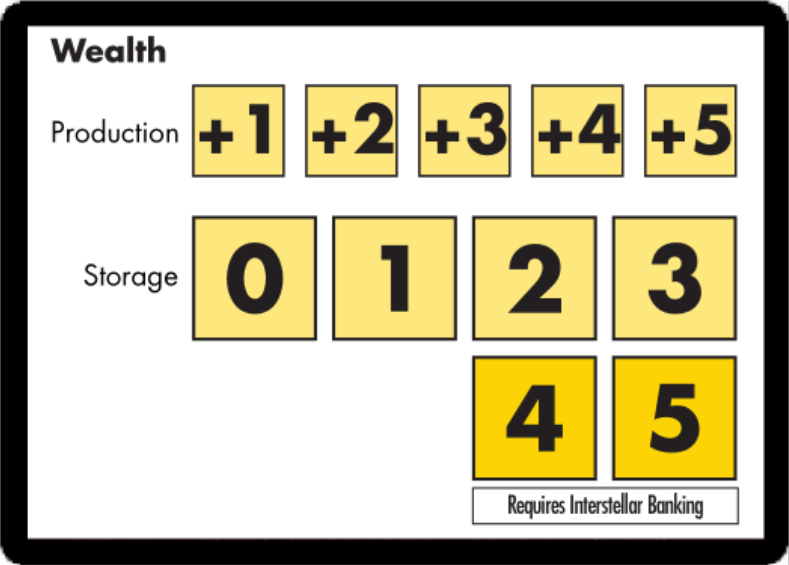 Wealth
Production +1 +2 +3 +4 +5
Storage 0 1 2 3
4 5
Requires Interstellar Banking